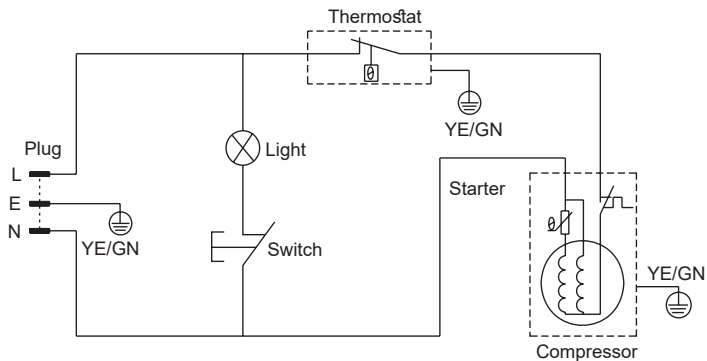 Thermostat
θ
YE/GN
Plug
Light
L
E
N
YE/GN
Switch
Starter
θ
YE/GN
Compressor